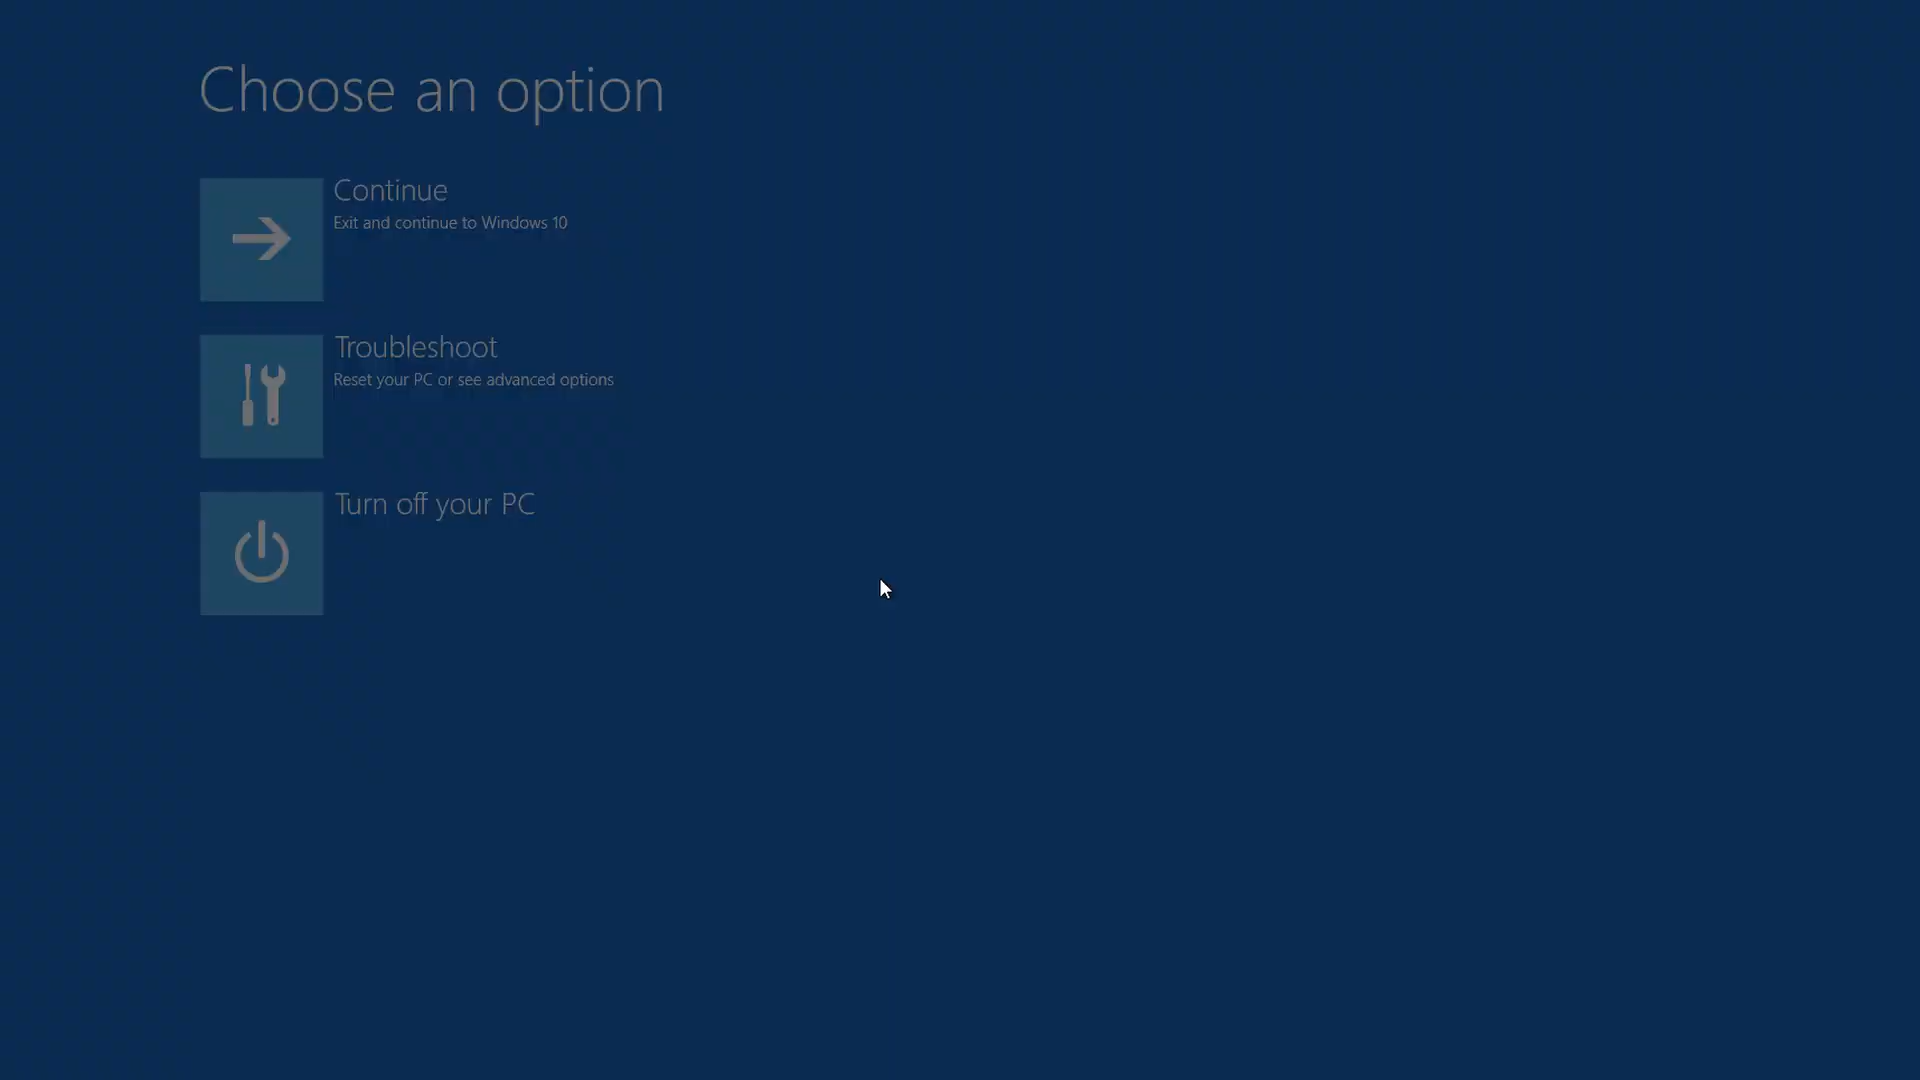 Choose an option
Continue
Exit and continue to Windows 10
Troubleshoot
Reset your PC or see advanced options
Turn off your PC